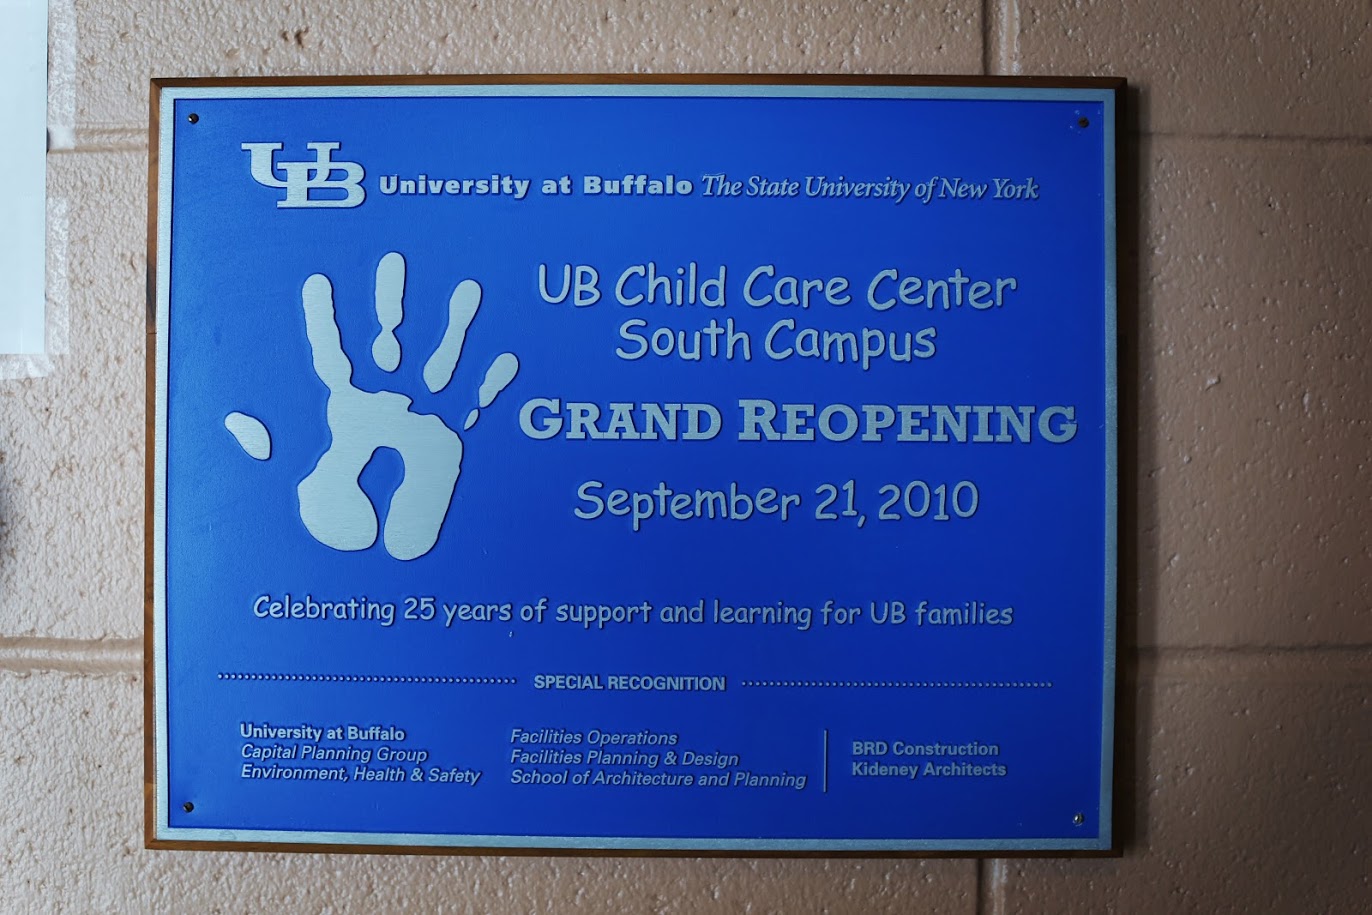 UB University at Buffalo The State University of New York
UB Child Care Center
South Campus
GRAND REOPENING
September 21, 2010
Celebrating 25 years of support and learning for UB families
SPECIAL RECOGNITION
University at Buffalo
Capital Planning Group
Environment, Health & Safety
Facilities Operations
Facilities Planning & Design
School of Architecture and Planning
BRD Construction
Kideney Architects